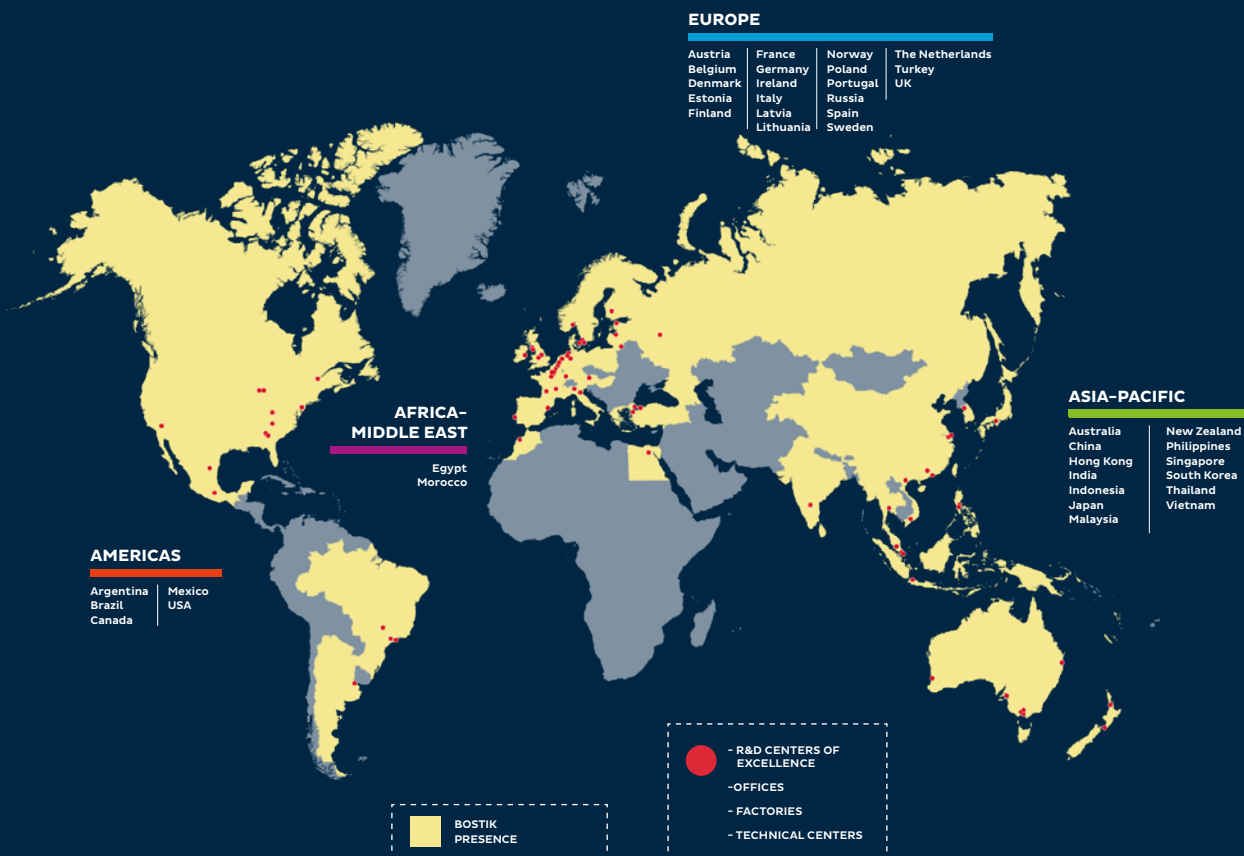 EUROPE
Austria
Belgium
Denmark
Estonia
Finland
France
Germany
Ireland
Italy
Latvia
Lithuania
Norway
Poland
Portugal
Russia
Spain
Sweden
The Netherlands
Turkey
UK
AFRICA-
MIDDLE EAST
Egypt
Morocco
ASIA-PACIFIC
Australia
China
Hong Kong
India
Indonesia
Japan
Malaysia
New Zealand
Philippines
Singapore
South Korea
Thailand
Vietnam
AMERICAS
Argentina
Brazil
Canada
Mexico
USA
- R&D CENTERS OF
EXCELLENCE
-OFFICES
- FACTORIES
- TECHNICAL CENTERS
BOSTIK
PRESENCE